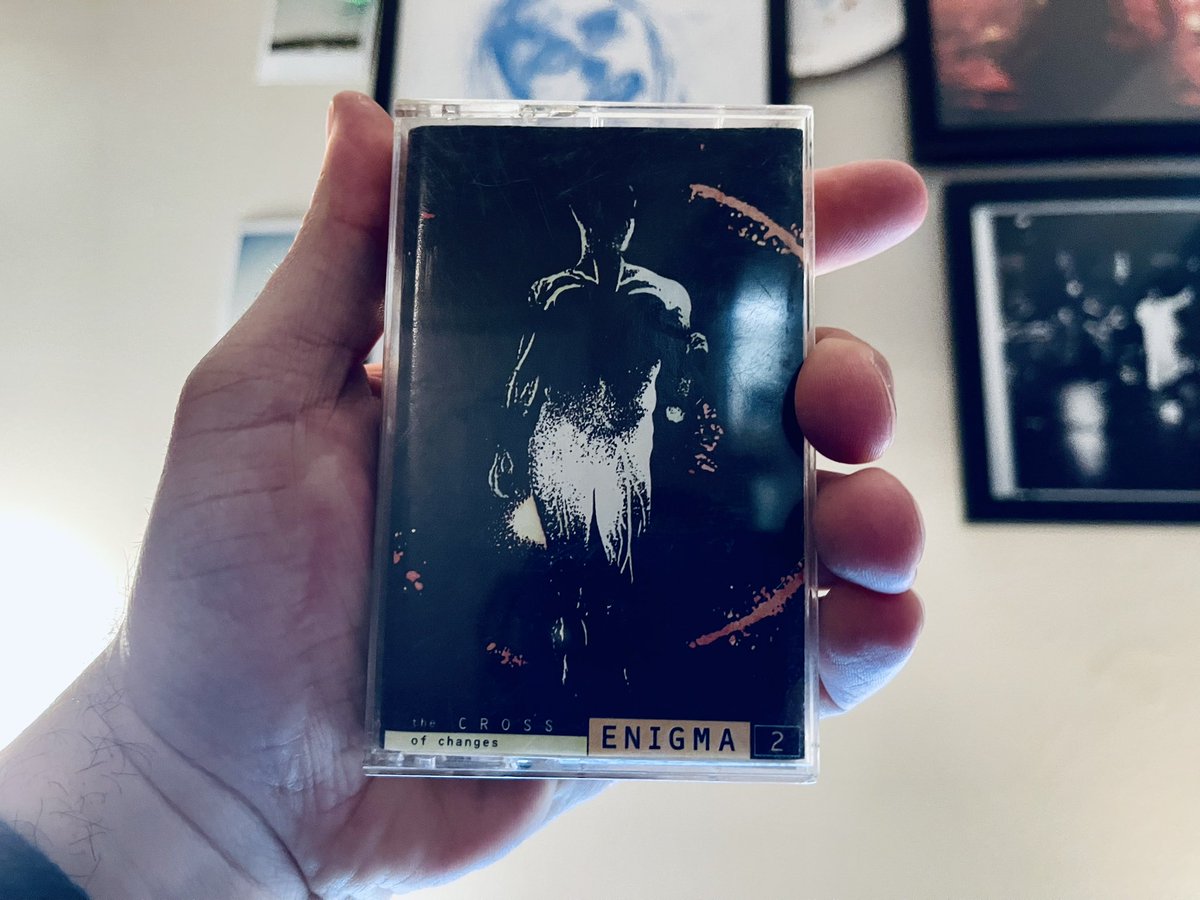 the CROSS
of changes
ENIGMA 2